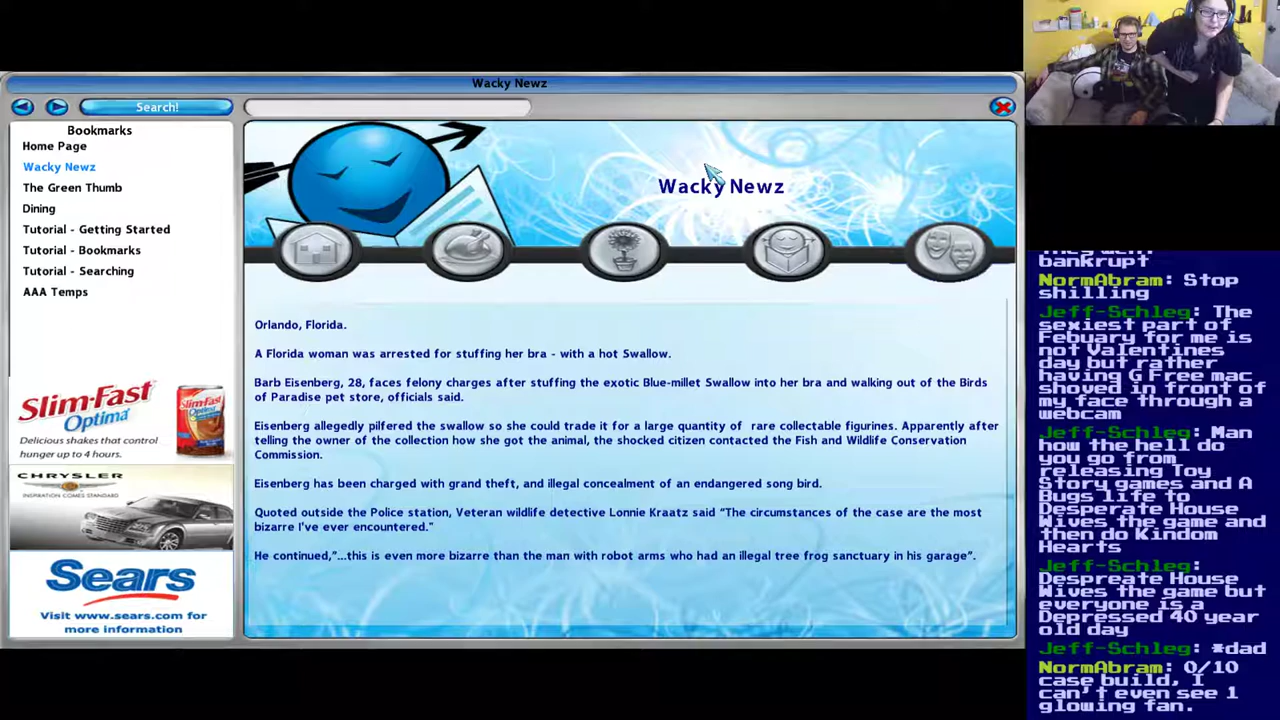 Wacky Newz
Search!
Bookmarks
Home Page
Wacky Newz
The Green Thumb
Dining
Tutorial - Getting Started
Tutorial - Bookmarks
Tutorial - Searching
AAA Temps
Slim-Fast
Optima
Delicious shakes that control
hunger up to 4 hours.
CHRYSLER
INSPIRATION COMES STANDARD
Sears
Visit www.sears.com for
more information
Wacky Newz
Orlando, Florida.
A Florida woman was arrested for stuffing her bra - with a hot Swallow.
Barb Eisenberg, 28, faces felony charges after stuffing the exotic Blue-millet Swallow into her bra and walking out of the Birds
of Paradise pet store, officials said.
Eisenberg allegedly pilfered the swallow so she could trade it for a large quantity of rare collectable figurines. Apparently after
telling the owner of the collection how she got the animal, the shocked citizen contacted the Fish and Wildlife Conservation
Commission.
Eisenberg has been charged with grand theft, and illegal concealment of an endangered song bird.
Quoted outside the Police station, Veteran wildlife detective Lonnie Kraatz said “The circumstances of the case are the most
bizarre I've ever encountered."
He continued,"...this is even more bizarre than the man with robot arms who had an illegal tree frog sanctuary in his garage”.
They went
bankrupt
NormAbram: Stop
shilling
Jeff-Schleg: The
sexiest part of
Febuary for me is
not Valentines
day but rather
having G Free mac
shoved in front of
my face through a
webcam
Jeff-Schleg: Man
how the hell do
you go from
releasing Toy
Story games and A
Bugs life to
Desperate House
Wives the game and
then do Kindom
Hearts
Jeff-Schleg:
Despreate House
Wives the game but
everyone is a
Depressed 40 year
old day
Jeff-Schleg: *dad
NormAbram: 0/10
case build, I
can't even see 1
glowing fan.